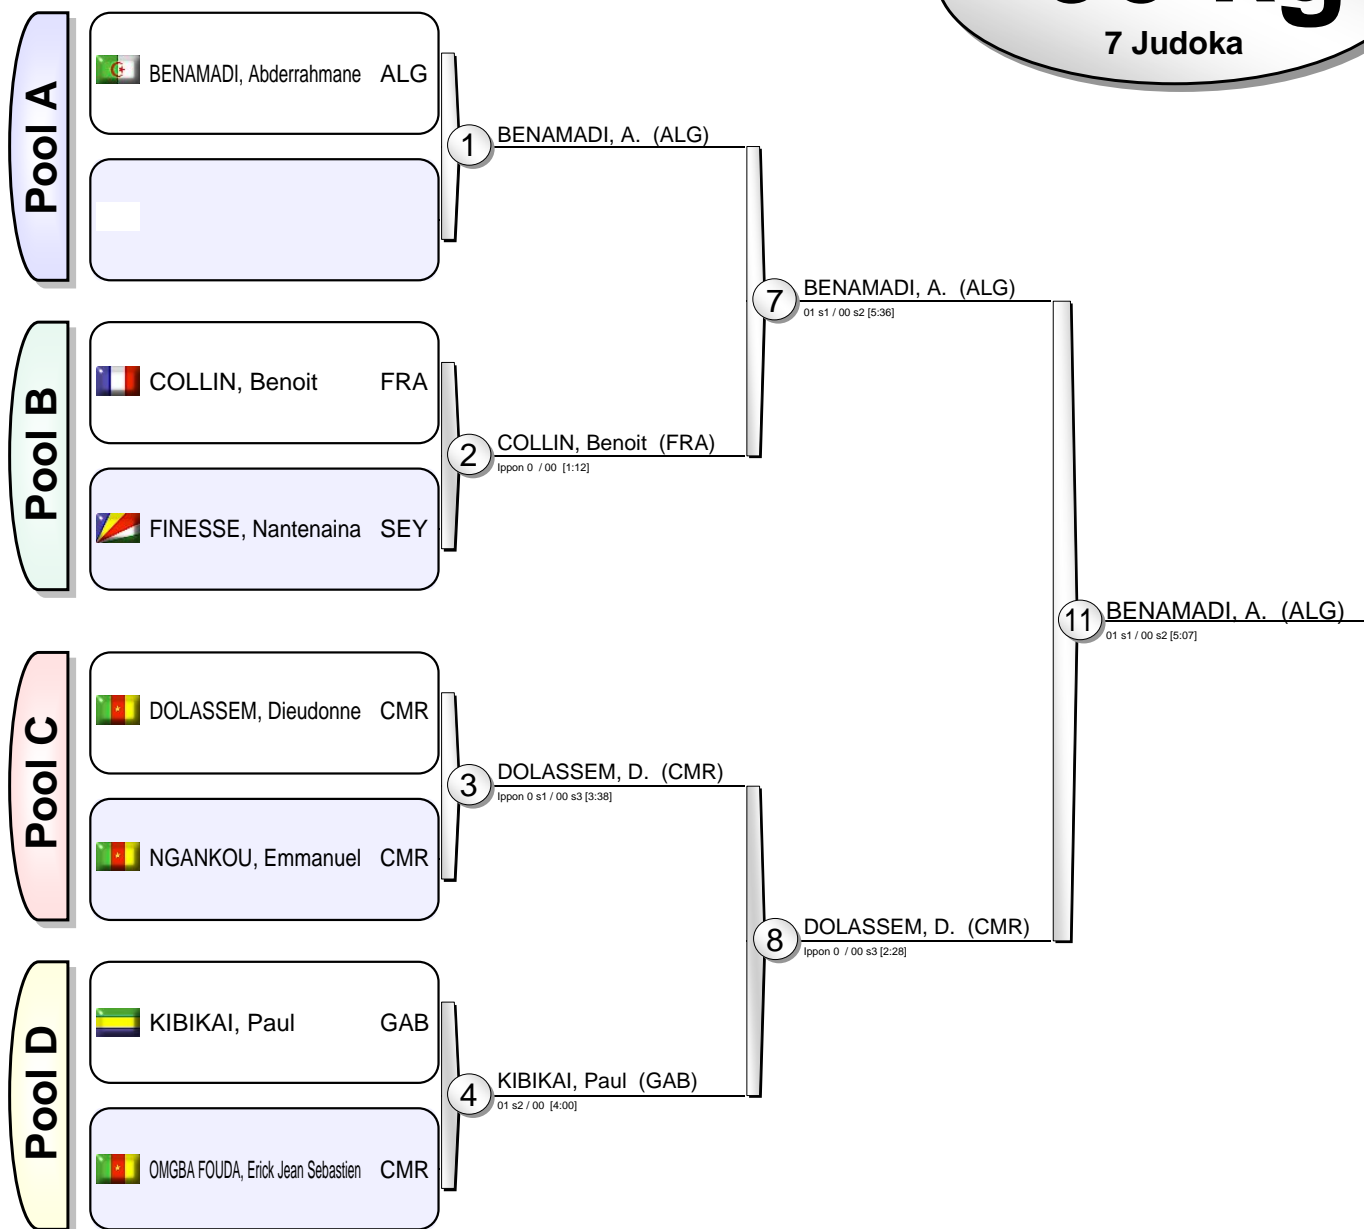 7 Judoka
Pool A
BENAMADI, Abderrahmane ALG
1
BENAMADI, A. (ALG)
7
BENAMADI, A. (ALG)
01 s1 / 00 s2 [5:36]
Pool B
COLLIN, Benoit FRA
2
COLLIN, Benoit (FRA)
Ippon 0 / 00 [1:12]
FINESSE, Nantenaina SEY
11
BENAMADI, A. (ALG)
01 s1 / 00 s2 [5:07]
Pool C
DOLASSEM, Dieudonne CMR
3
DOLASSEM, D. (CMR)
Ippon 0 s1 / 00 s3 [3:38]
NGANKOU, Emmanuel CMR
8
DOLASSEM, D. (CMR)
Ippon 0 / 00 s3 [2:28]
Pool D
KIBIKAI, Paul GAB
4
KIBIKAI, Paul (GAB)
01 s2 / 00 [4:00]
OMGBA FOUDA, Erick Jean Sebastien CMR